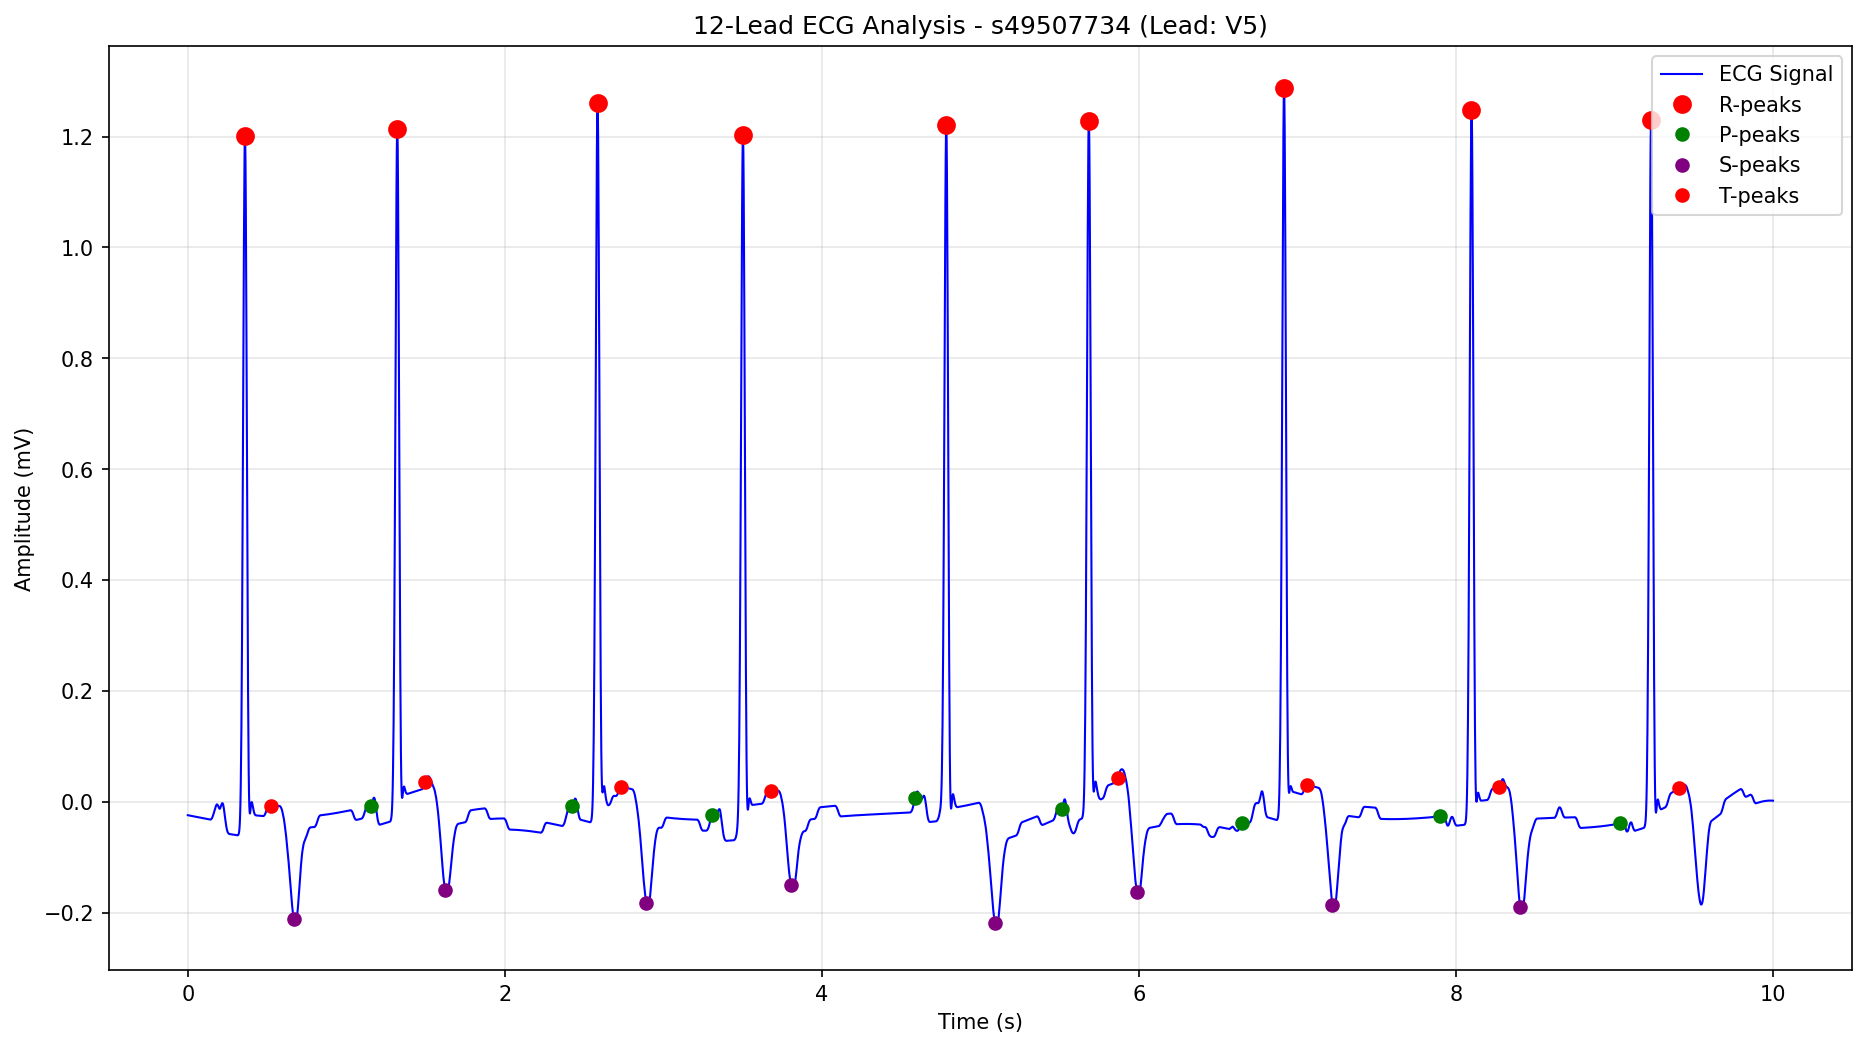 12-Lead ECG Analysis - s49507734 (Lead: V5)
ECG Signal
R-peaks
P-peaks
S-peaks
T-peaks
Amplitude (mV)
1.2
1.0
0.8
0.6
0.4
0.2
0.0
−0.2
0 2 4 6 8 10
Time (s)